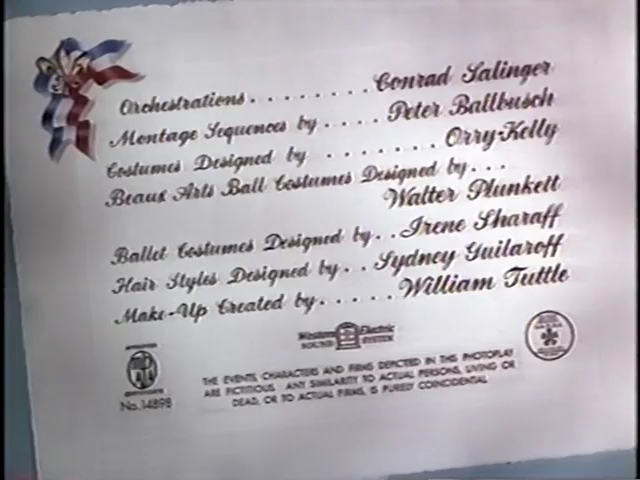 Orchestrations . . . . . . . . Conrad Salinger
Montage Sequences by . . . . Peter Ballbusch
Costumes Designed by . . . . . . . Orry-Kelly
Beaux Arts Ball Costumes Designed by . . .
Walter Plunkett
Ballet Costumes Designed by . . Irene Sharaff
Hair Styles Designed by . . Sydney Guilaroff
Make-Up Created by . . . . . William Tuttle
Western Electric
SOUND SYSTEM
No. 14898
THE EVENTS, CHARACTERS AND FIRMS DEPICTED IN THIS PHOTOPLAY
ARE FICTITIOUS. ANY SIMILARITY TO ACTUAL PERSONS, LIVING OR
DEAD, OR TO ACTUAL FIRMS, IS PURELY COINCIDENTAL